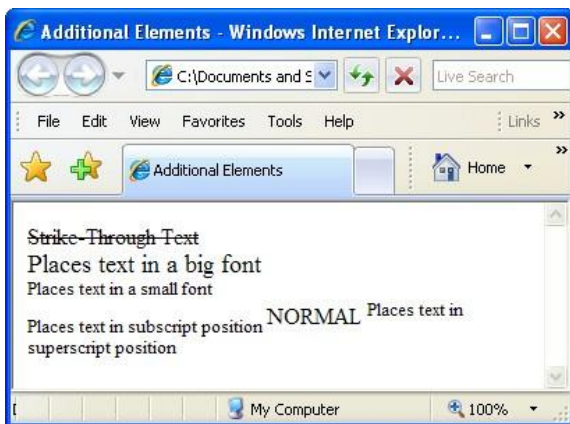 Additional Elements - Windows Internet Explor...
C:\Documents and S
Live Search
File Edit View Favorites Tools Help Links »
Additional Elements Home »
Strike-Through Text
Places text in a big font
Places text in a small font
Places text in subscript position NORMAL Places text in
superscript position
My Computer 100%